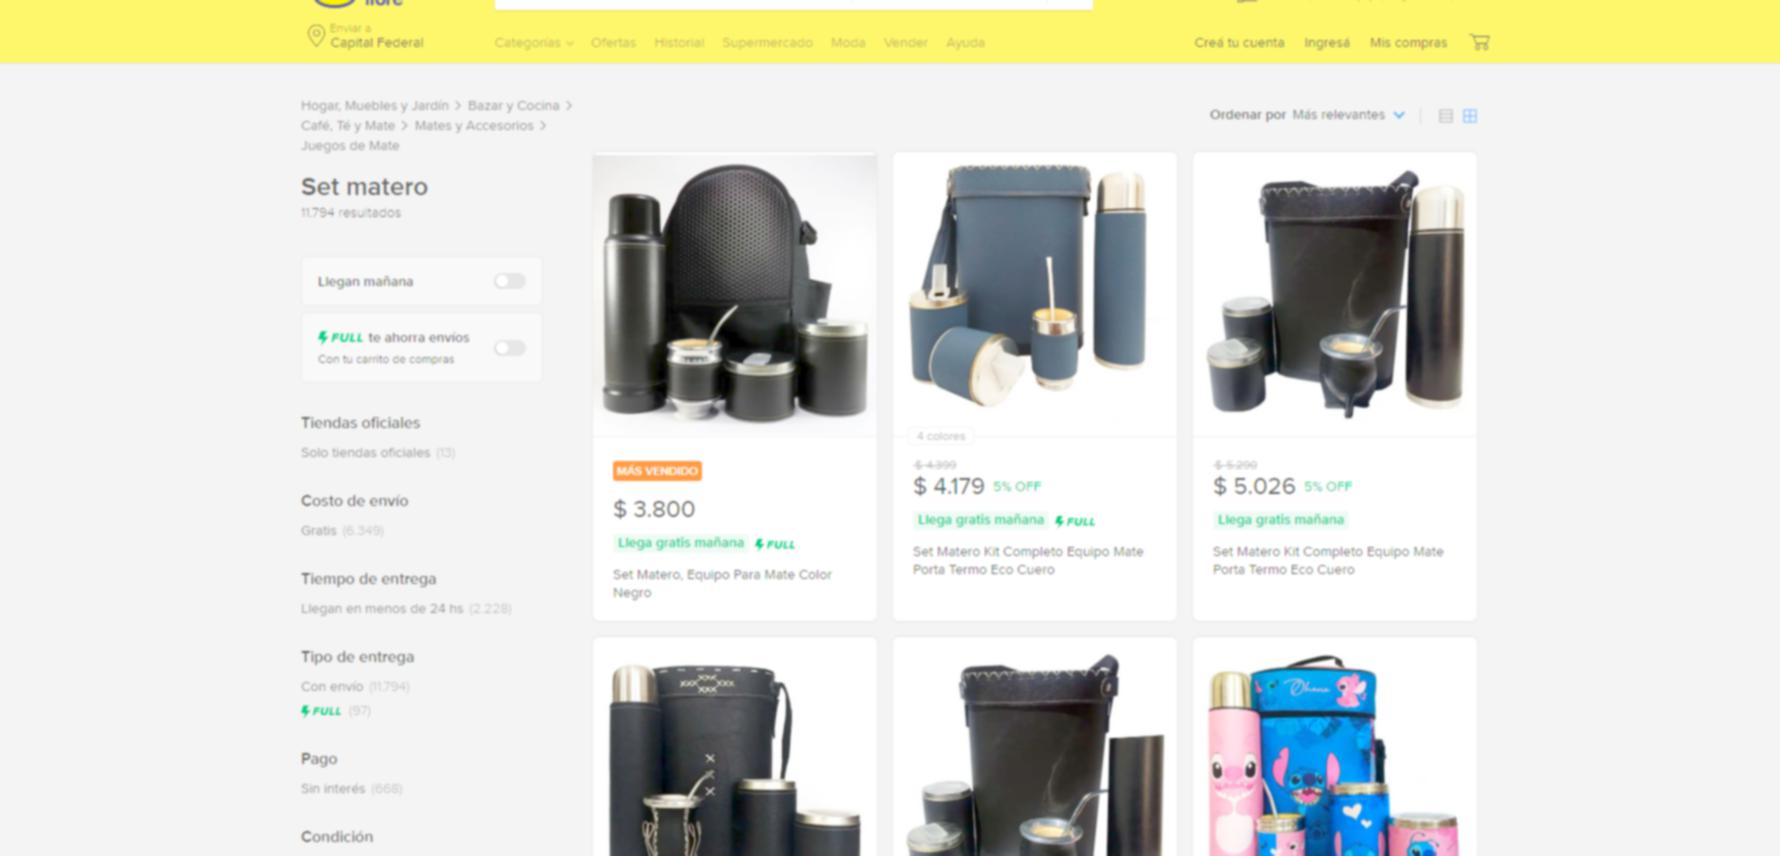 libre
Enviar a
Capital Federal
Categorías Ofertas Historial Supermercado Moda Vender Ayuda
Creá tu cuenta Ingresá Mis compras
Hogar, Muebles y Jardín > Bazar y Cocina >
Café, Té y Mate > Mates y Accesorios >
Juegos de Mate
Set matero
11.794 resultados
Llegan mañana
FULL te ahorra envíos
Con tu carrito de compras
Tiendas oficiales
Solo tiendas oficiales (13)
Costo de envío
Gratis (6.349)
Tiempo de entrega
Llegan en menos de 24 hs (2.228)
Tipo de entrega
Con envío (11.794)
FULL (97)
Pago
Sin interés (668)
Condición
Ordenar por Más relevantes
MÁS VENDIDO
$ 3.800
Llega gratis mañana FULL
Set Matero, Equipo Para Mate Color
Negro
4 colores
$ 4.399
$ 4.179 5% OFF
Llega gratis mañana FULL
Set Matero Kit Completo Equipo Mate
Porta Termo Eco Cuero
$ 5.290
$ 5.026 5% OFF
Llega gratis mañana
Set Matero Kit Completo Equipo Mate
Porta Termo Eco Cuero
Ohana